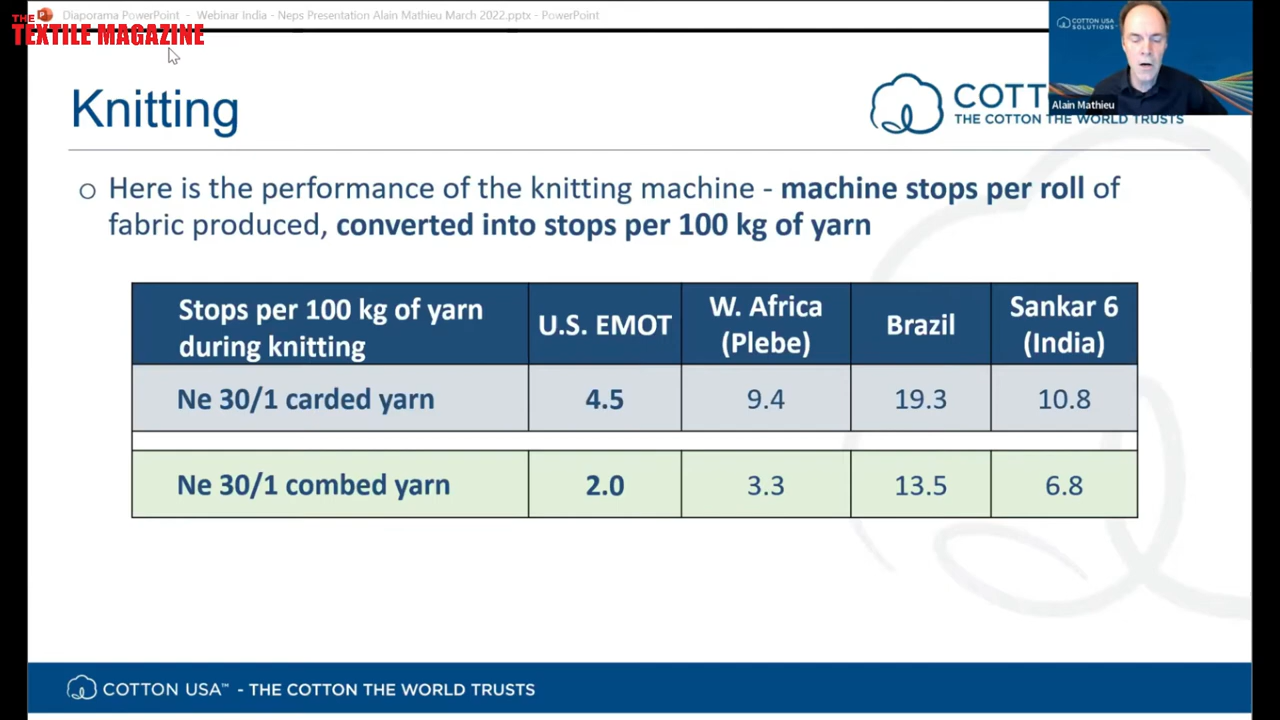 Diaporama PowerPoint - Webinar India - Neps Presentation Alain Mathieu March 2022.pptx - PowerPoint
THE
TEXTILE MAGAZINE
COTTON USA
SOLUTIONS
Alain Mathieu
Knitting
COTTO
THE COTTON THE WORLD TRUSTS
o Here is the performance of the knitting machine - machine stops per roll of
fabric produced, converted into stops per 100 kg of yarn
Stops per 100 kg of yarn
during knitting
U.S. EMOT
W. Africa
(Plebe)
Brazil
Sankar 6
(India)
Ne 30/1 carded yarn 4.5 9.4 19.3 10.8
Ne 30/1 combed yarn 2.0 3.3 13.5 6.8
COTTON USA™ - THE COTTON THE WORLD TRUSTS